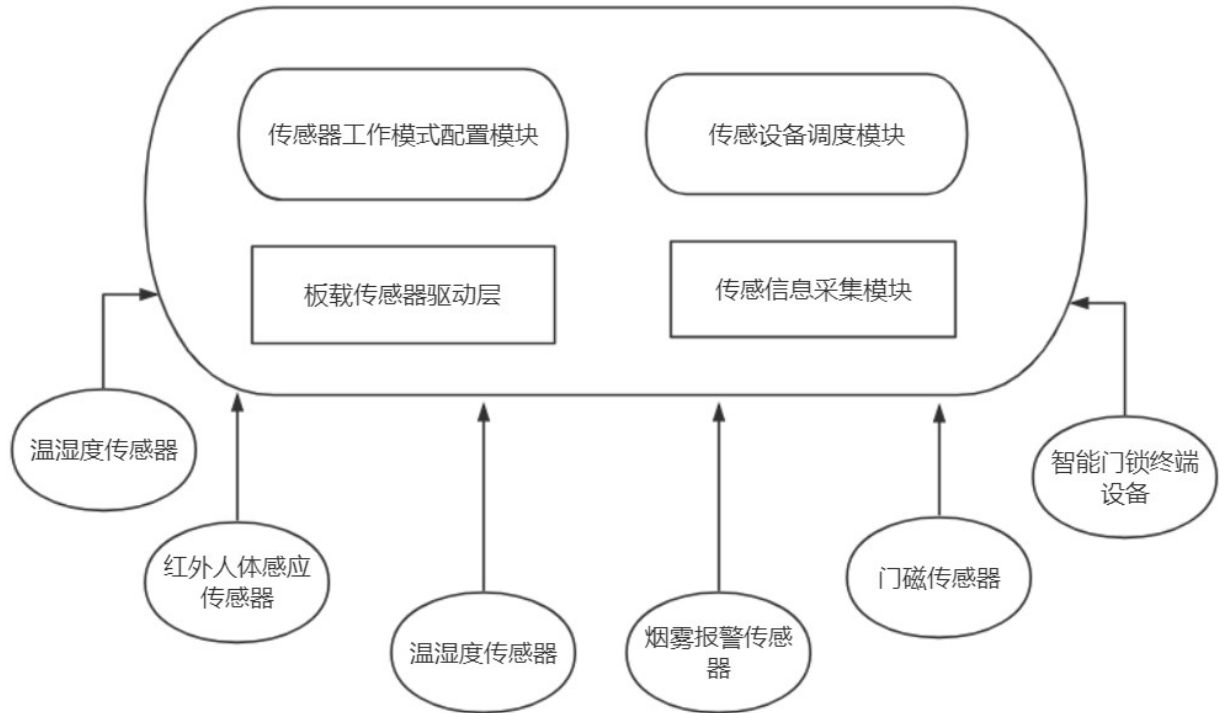 传感器工作模式配置模块
传感设备调度模块
板载传感器驱动层
传感信息采集模块
温湿度传感器
智能门锁终端
设备
红外人体感应
传感器
门磁传感器
温湿度传感器
烟雾报警传感
器